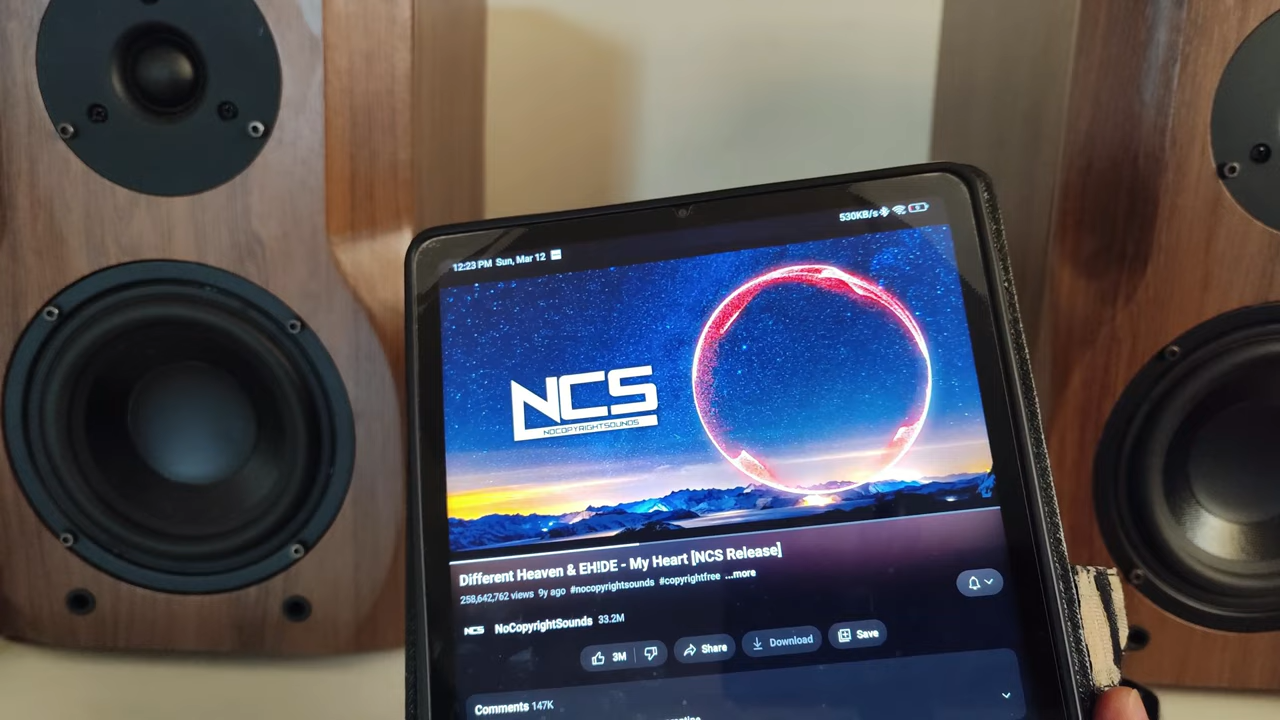 12:23 PM Sun, Mar 12
530KB/s
NCS
NOCOPYRIGHTSOUNDS
Different Heaven & EH!DE - My Heart [NCS Release]
258,642,762 views 9y ago #nocopyrightsounds #copyrightfree ...more
NCS NoCopyrightSounds 33.2M
3M Share Download Save
Comments 147K